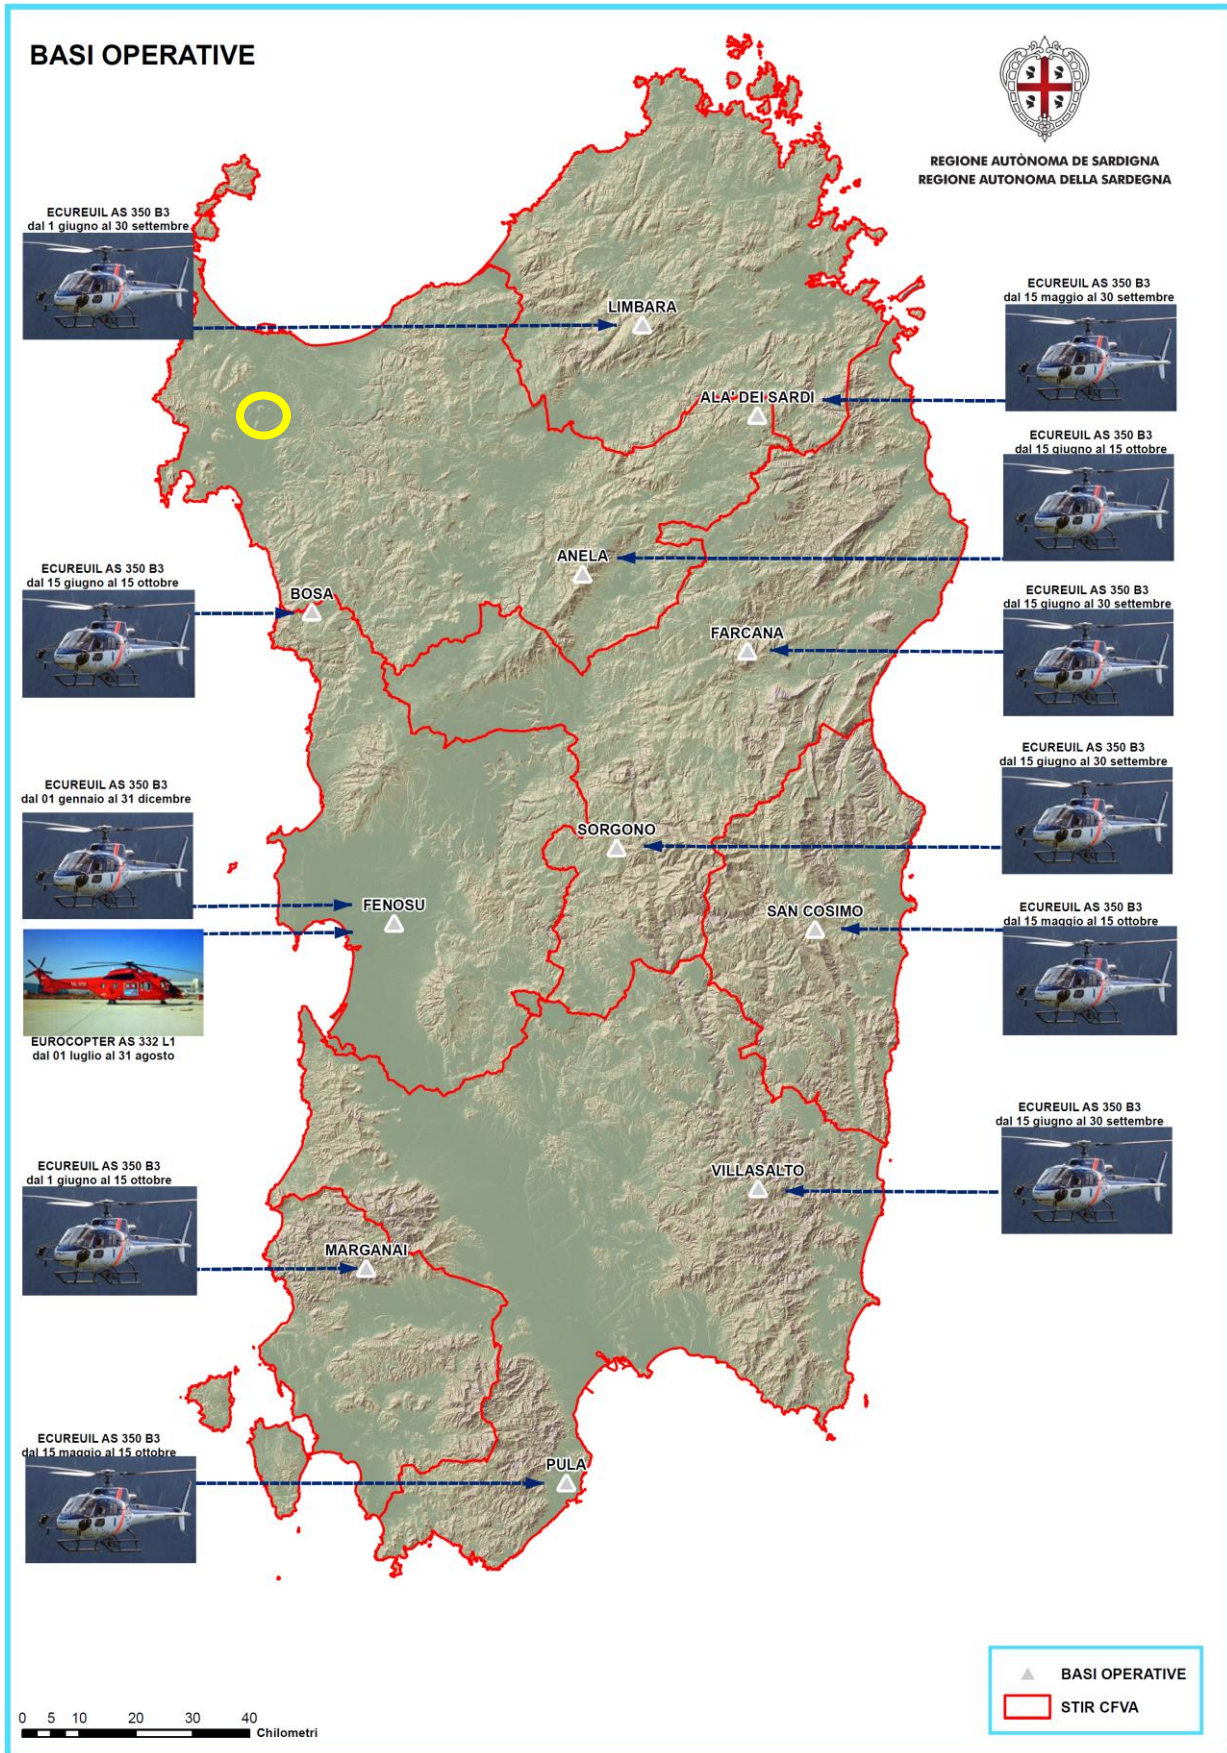 BASI OPERATIVE
REGIONE AUTÒNOMA DE SARDIGNA
REGIONE AUTONOMA DELLA SARDEGNA
ECUREUIL AS 350 B3
dal 1 giugno al 30 settembre
LIMBARA
ECUREUIL AS 350 B3
dal 15 maggio al 30 settembre
ALA' DEI SARDI
ECUREUIL AS 350 B3
dal 15 giugno al 15 ottobre
ANELA
ECUREUIL AS 350 B3
dal 15 giugno al 15 ottobre
BOSA
ECUREUIL AS 350 B3
dal 15 giugno al 30 settembre
FARCANA
ECUREUIL AS 350 B3
dal 15 giugno al 30 settembre
SORGONO
ECUREUIL AS 350 B3
dal 01 gennaio al 31 dicembre
FENOSU
EUROCOPTER AS 332 L1
dal 01 luglio al 31 agosto
ECUREUIL AS 350 B3
dal 15 maggio al 15 ottobre
SAN COSIMO
ECUREUIL AS 350 B3
dal 15 giugno al 30 settembre
VILLASALTO
ECUREUIL AS 350 B3
dal 1 giugno al 15 ottobre
MARGANAI
ECUREUIL AS 350 B3
dal 15 maggio al 15 ottobre
PULA
BASI OPERATIVE
STIR CFVA
0 5 10 20 30 40
Chilometri